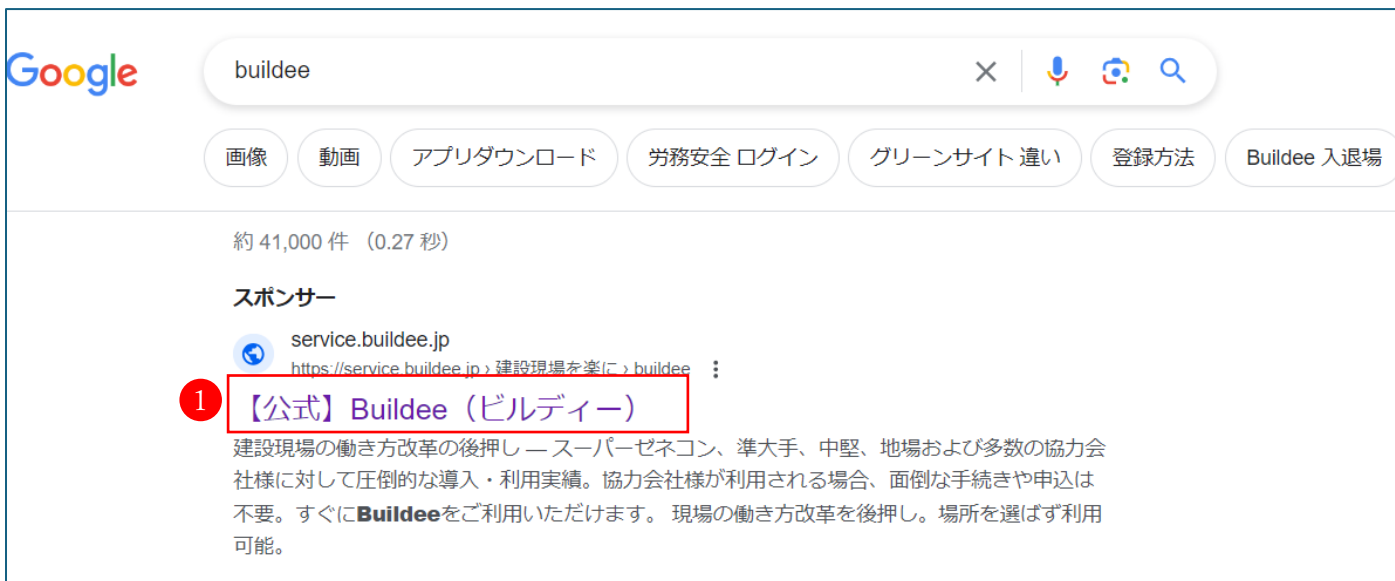 Google
buildee
画像 動画 アプリダウンロード 労務安全 ログイン グリーンサイト 違い 登録方法 Buildee 入退場
約 41,000 件 （0.27 秒）
スポンサー
service.buildee.jp
https://service.buildee.jp › 建設現場を楽に › buildee
1 【公式】Buildee（ビルディー）
建設現場の働き方改革の後押し — スーパーゼネコン、準大手、中堅、地場および多数の協力会
社様に対して圧倒的な導入・利用実績。協力会社様が利用される場合、面倒な手続きや申込は
不要。すぐにBuildeeをご利用いただけます。 現場の働き方改革を後押し。場所を選ばず利用
可能。